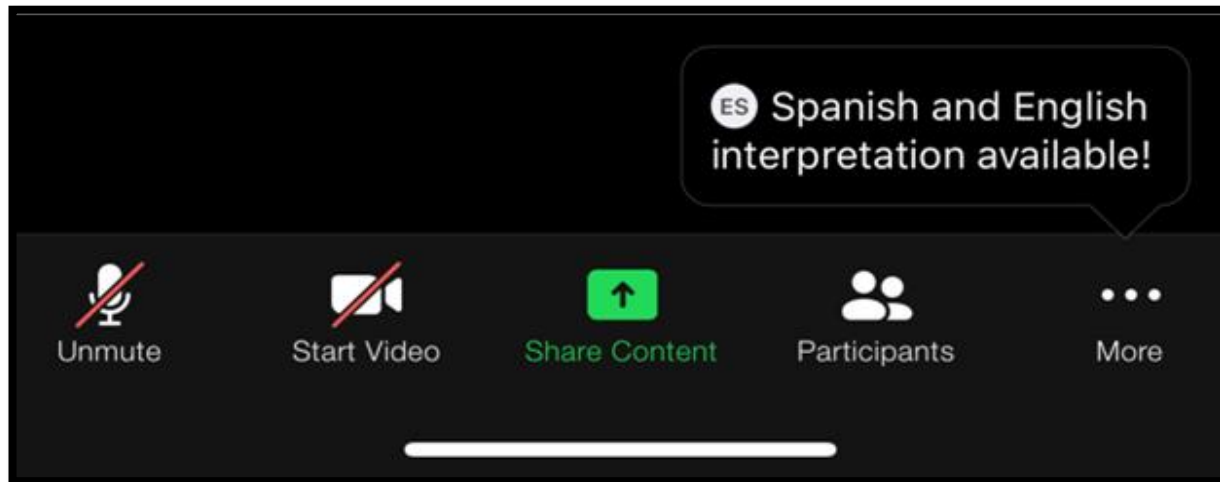 ES Spanish and English
interpretation available!
Unmute
Start Video
Share Content
Participants
More